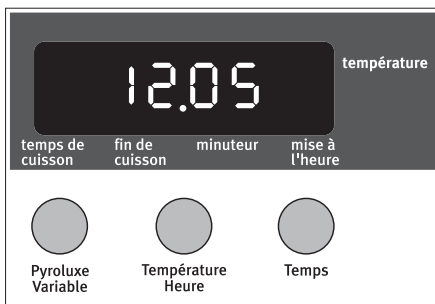 12.05
température
temps de
cuisson
fin de
cuisson
minuteur
mise à
l'heure
Pyroluxe
Variable
Température
Heure
Temps